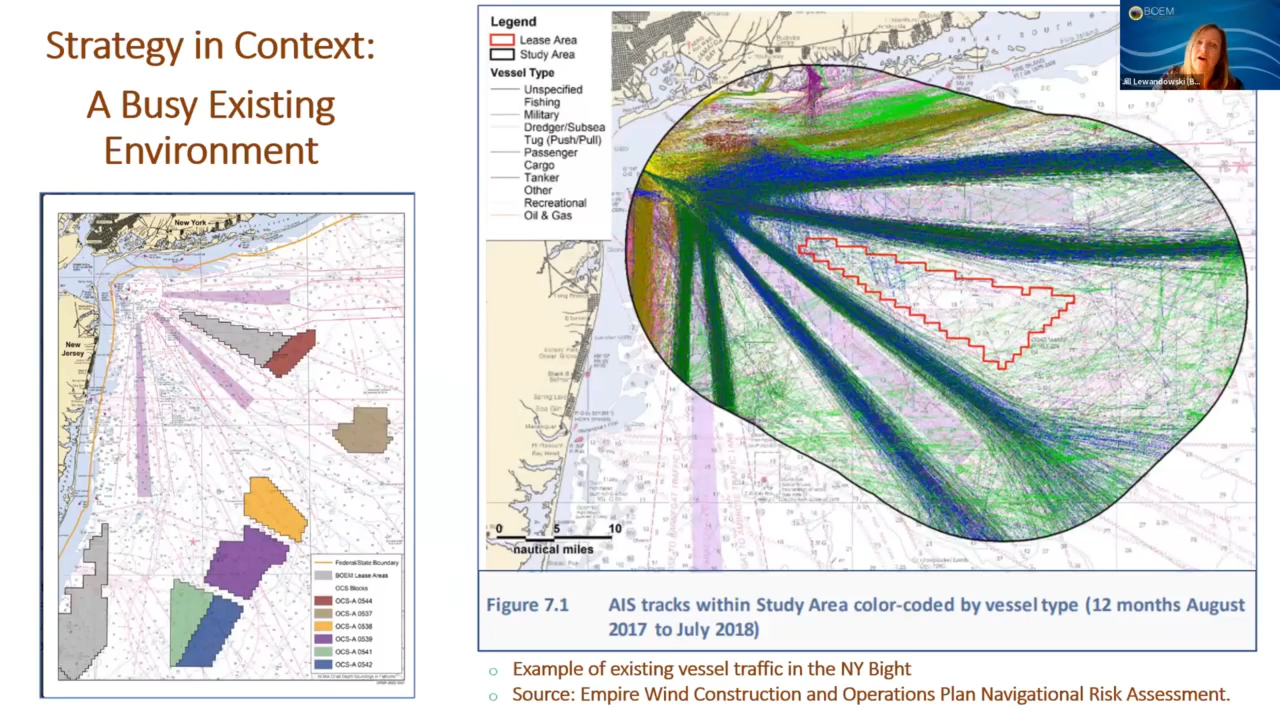 Strategy in Context:
A Busy Existing
Environment
New York
New
Jersey
Federal/State Boundary
BOEM Lease Areas
OCS Blocks
OCS-A 0544
OCS-A 0537
OCS-A 0538
OCS-A 0539
OCS-A 0541
OCS-A 0542
Legend
Lease Area
Study Area
Vessel Type
Unspecified
Fishing
Military
Dredger/Subsea
Tug (Push/Pull)
Passenger
Cargo
Tanker
Other
Recreational
Oil & Gas
GREAT SOUTH
0 5 10
nautical miles
BOEM
Jill Lewandowski (B...
Figure 7.1 AIS tracks within Study Area color-coded by vessel type (12 months August
2017 to July 2018)
Example of existing vessel traffic in the NY Bight
Source: Empire Wind Construction and Operations Plan Navigational Risk Assessment.